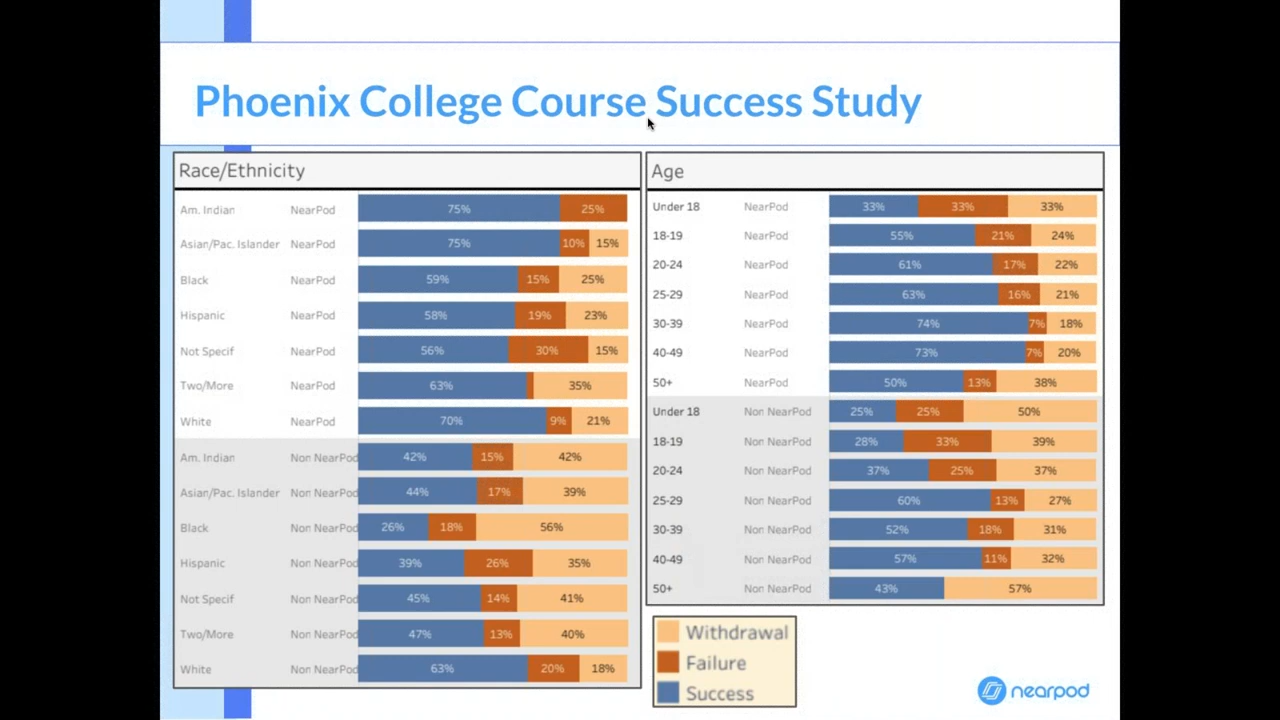 Phoenix College Course Success Study
Race/Ethnicity
Am. Indian NearPod 75% 25%
Asian/Pac. Islander NearPod 75% 10% 15%
Black NearPod 59% 15% 25%
Hispanic NearPod 58% 19% 23%
Not Specif NearPod 56% 30% 15%
Two/More NearPod 63% 35%
White NearPod 70% 9% 21%
Am. Indian Non NearPod 42% 15% 42%
Asian/Pac. Islander Non NearPod 44% 17% 39%
Black Non NearPod 26% 18% 56%
Hispanic Non NearPod 39% 26% 35%
Not Specif Non NearPod 45% 14% 41%
Two/More Non NearPod 47% 13% 40%
White Non NearPod 63% 20% 18%
Age
Under 18 NearPod 33% 33% 33%
18-19 NearPod 55% 21% 24%
20-24 NearPod 61% 17% 22%
25-29 NearPod 63% 16% 21%
30-39 NearPod 74% 7% 18%
40-49 NearPod 73% 7% 20%
50+ NearPod 50% 13% 38%
Under 18 Non NearPod 25% 25% 50%
18-19 Non NearPod 28% 33% 39%
20-24 Non NearPod 37% 25% 37%
25-29 Non NearPod 60% 13% 27%
30-39 Non NearPod 52% 18% 31%
40-49 Non NearPod 57% 11% 32%
50+ Non NearPod 43% 57%
Withdrawal
Failure
Success
nearpod